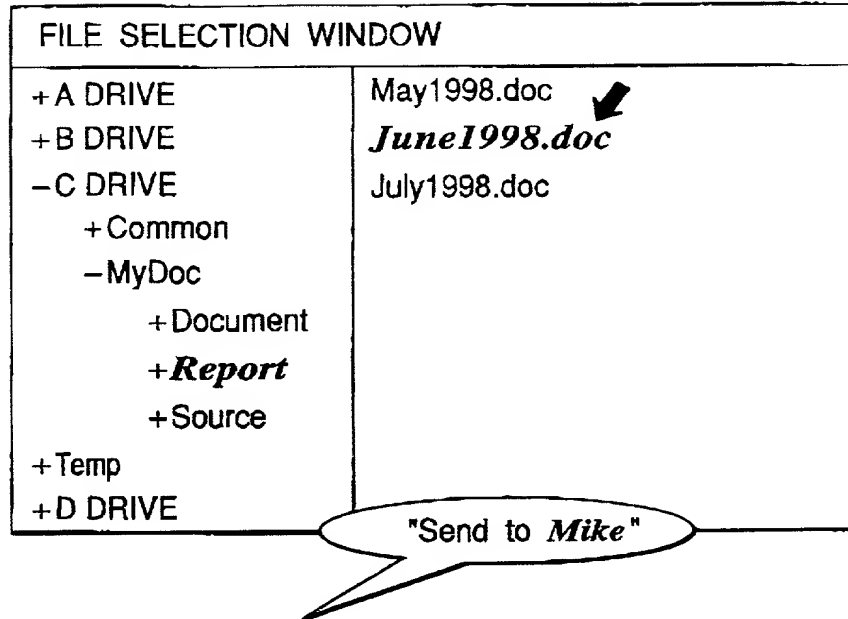 FILE SELECTION WINDOW
+A DRIVE
+B DRIVE
−C DRIVE
+Common
−MyDoc
+Document
+Report
+Source
+Temp
+D DRIVE
May1998.doc
June1998.doc
July1998.doc
"Send to Mike"